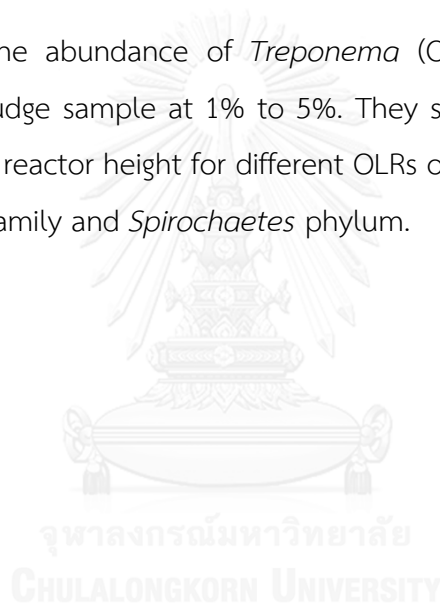 he abundance of Treponema (O
udge sample at 1% to 5%. They s
reactor height for different OLRs o
amily and Spirochaetes phylum.
จุฬาลงกรณ์มหาวิทยาลัย
CHULALONGKORN UNIVERSITY